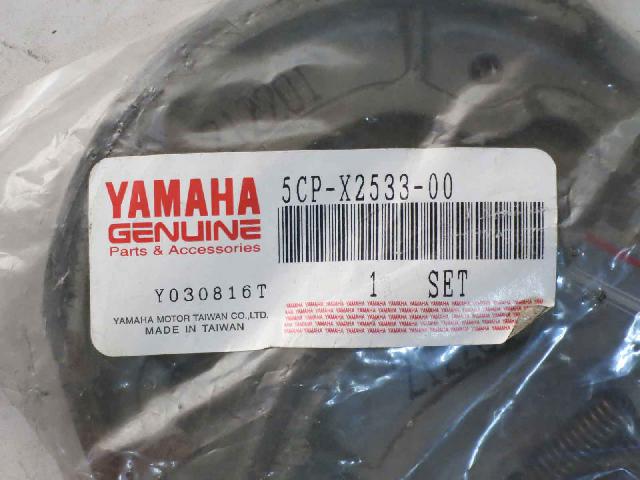 YAMAHA
GENUINE
Parts & Accessories
5CP-X2533-00
Y030816T
1 SET
YAMAHA MOTOR TAIWAN CO.,LTD.
MADE IN TAIWAN